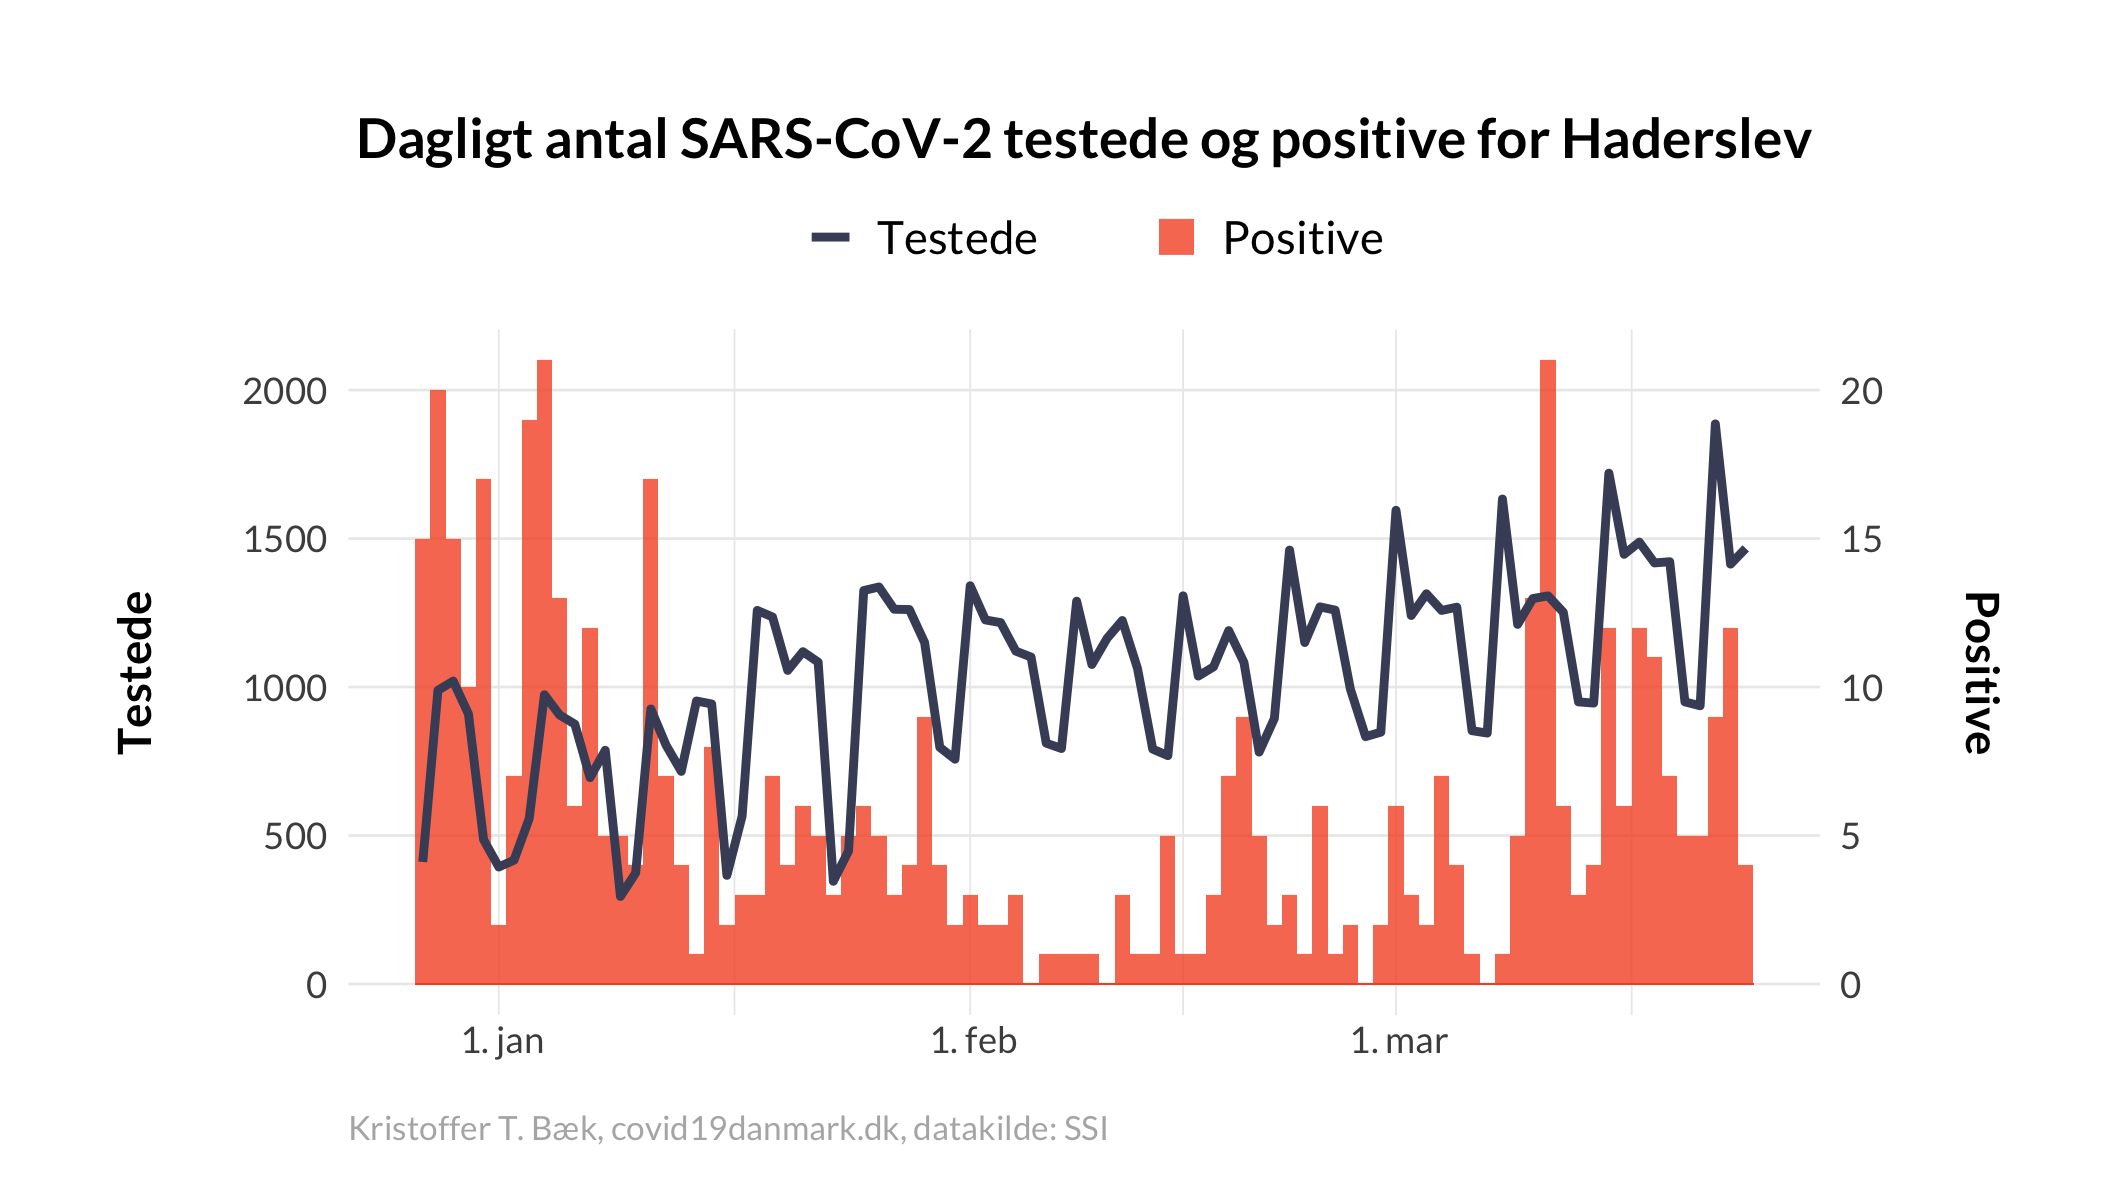 Dagligt antal SARS-CoV-2 testede og positive for Haderslev
Testede
Positive
2000
1500
1000
500
0
Testede
20
15
10
5
0
Positive
1. jan
1. feb
1. mar
Kristoffer T. Bæk, covid19danmark.dk, datakilde: SSI